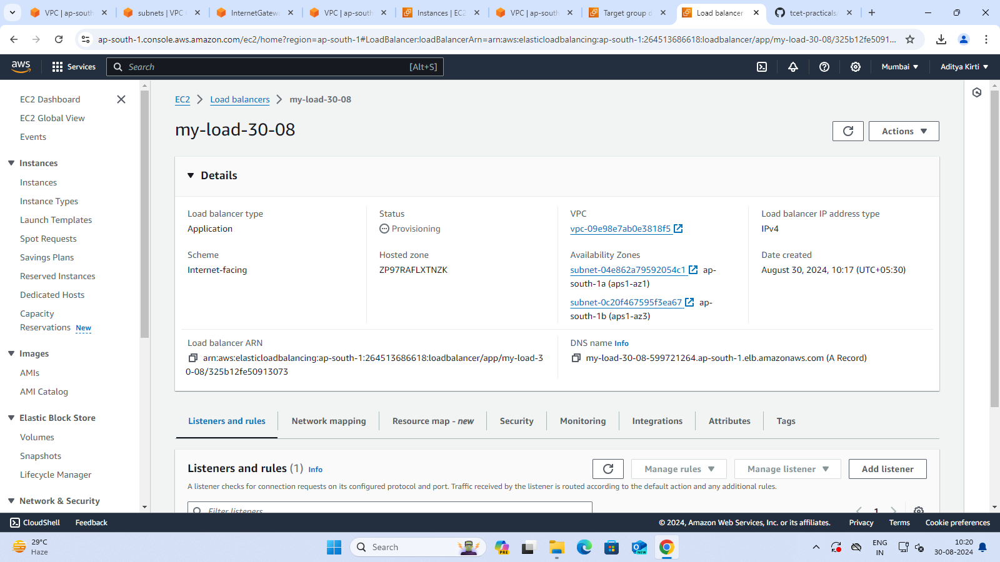 VPC | ap-south
subnets | VPC
InternetGatew
VPC | ap-south
Instances | EC2
VPC | ap-south
Target group d
Load balancer
tcet-practicals
ap-south-1.console.aws.amazon.com/ec2/home?region=ap-south-1#LoadBalancer:loadBalancerArn=arn:aws:elasticloadbalancing:ap-south-1:264513686618:loadbalancer/app/my-load-30-08/325b12fe5091...
aws
Services
Search
[Alt+S]
Mumbai
Aditya Kirti
EC2 Dashboard
EC2 Global View
Events
Instances
Instances
Instance Types
Launch Templates
Spot Requests
Savings Plans
Reserved Instances
Dedicated Hosts
Capacity
Reservations New
Images
AMIs
AMI Catalog
Elastic Block Store
Volumes
Snapshots
Lifecycle Manager
Network & Security
EC2 > Load balancers > my-load-30-08
my-load-30-08
Actions
Details
Load balancer type
Application
Status
Provisioning
VPC
vpc-09e98e7ab0e3818f5
Load balancer IP address type
IPv4
Scheme
Internet-facing
Hosted zone
ZP97RAFLXTNZK
Availability Zones
subnet-04e862a79592054c1 ap-
south-1a (aps1-az1)
subnet-0c20f467595f3ea67 ap-
south-1b (aps1-az3)
Date created
August 30, 2024, 10:17 (UTC+05:30)
Load balancer ARN
arn:aws:elasticloadbalancing:ap-south-1:264513686618:loadbalancer/app/my-load-3
0-08/325b12fe50913073
DNS name Info
my-load-30-08-599721264.ap-south-1.elb.amazonaws.com (A Record)
Listeners and rules
Network mapping
Resource map - new
Security
Monitoring
Integrations
Attributes
Tags
Listeners and rules (1) Info
Manage rules
Manage listener
Add listener
A listener checks for connection requests on its configured protocol and port. Traffic received by the listener is routed according to the default action and any additional rules.
Filter listeners
1
CloudShell
Feedback
© 2024, Amazon Web Services, Inc. or its affiliates.
Privacy
Terms
Cookie preferences
29°C
Haze
Search
PRE
NEW
ENG
IN
10:20
30-08-2024